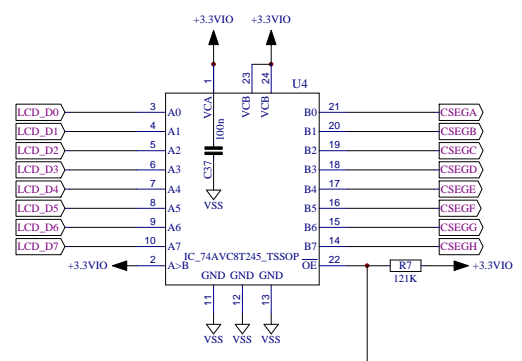 +3.3VIO +3.3VIO
1 23 24 U4
VCA VCB VCB
100n
C37
VSS
LCD_D0 3 A0 B0 21 CSEGA
LCD_D1 4 A1 B1 20 CSEGB
LCD_D2 5 A2 B2 19 CSEGC
LCD_D3 6 A3 B3 18 CSEGD
LCD_D4 7 A4 B4 17 CSEGE
LCD_D5 8 A5 B5 16 CSEGF
LCD_D6 9 A6 B6 15 CSEGG
LCD_D7 10 A7 B7 14 CSEGH
IC_74AVC8T245_TSSOP
+3.3VIO 2 A>B OE 22 R7 +3.3VIO
121K
GND GND GND
11 12 13
VSS VSS VSS